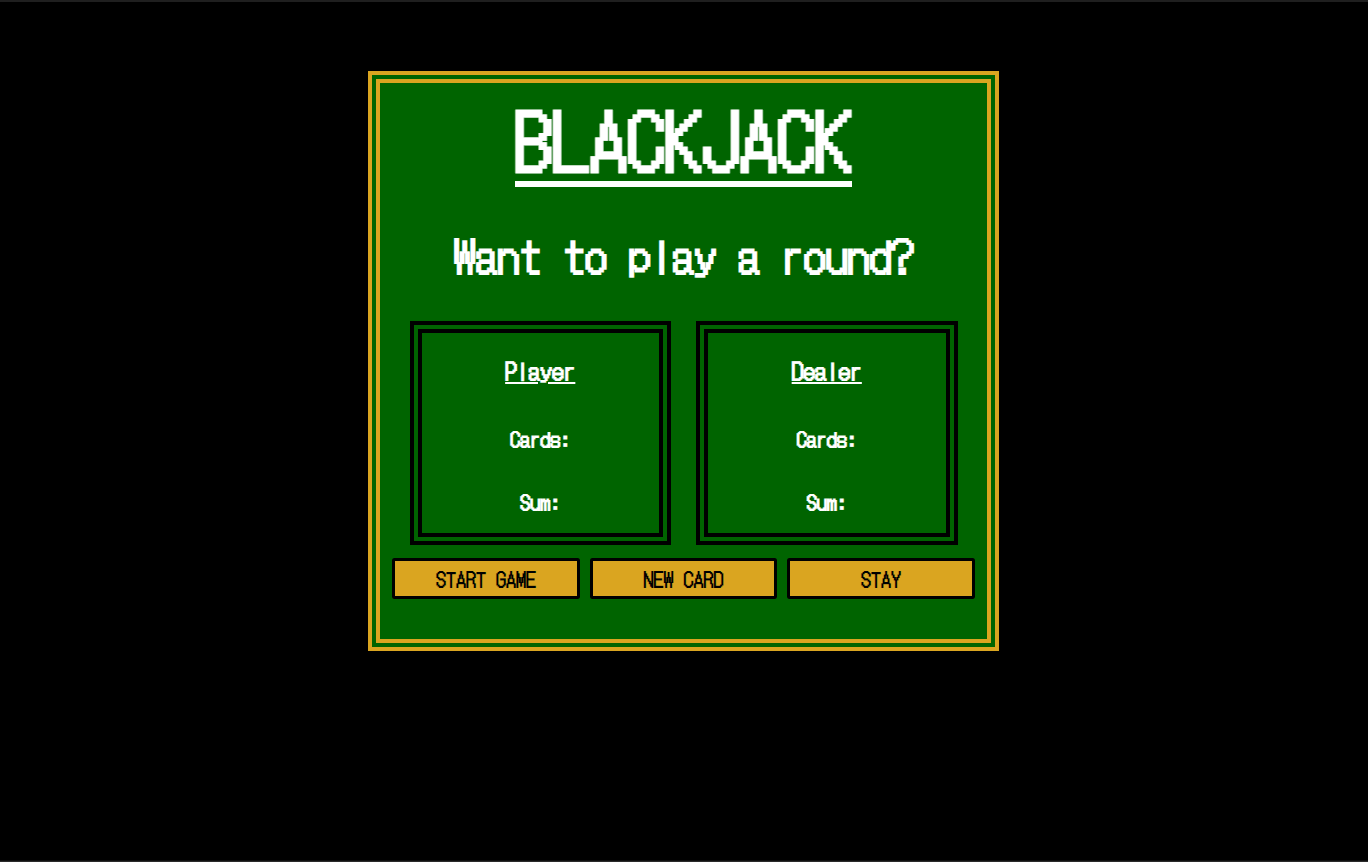 BLACKJACK
Want to play a round?
Player
Cards:
Sum:
Dealer
Cards:
Sum:
START GAME
NEW CARD
STAY